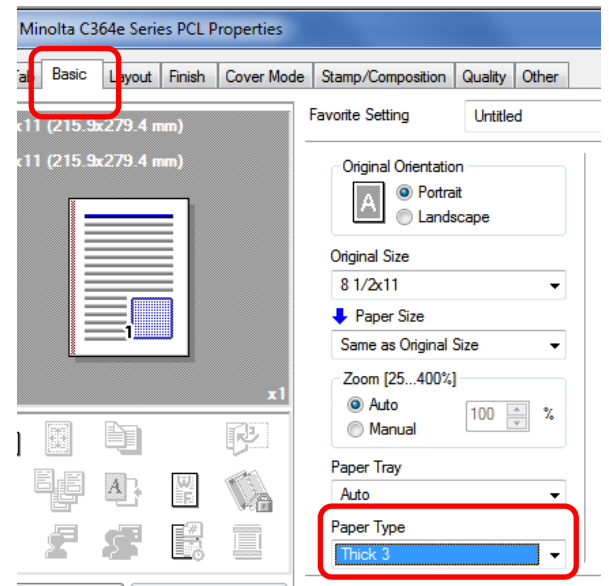 Minolta C364e Series PCL Properties
Tab Basic Layout Finish Cover Mode Stamp/Composition Quality Other
Favorite Setting Untitled
x11 (215.9x279.4 mm)
x11 (215.9x279.4 mm)
1
x1
Original Orientation
A
Portrait
Landscape
Original Size
8 1/2x11
Paper Size
Same as Original Size
Zoom [25...400%]
Auto
Manual
100 %
Paper Tray
Auto
Paper Type
Thick 3